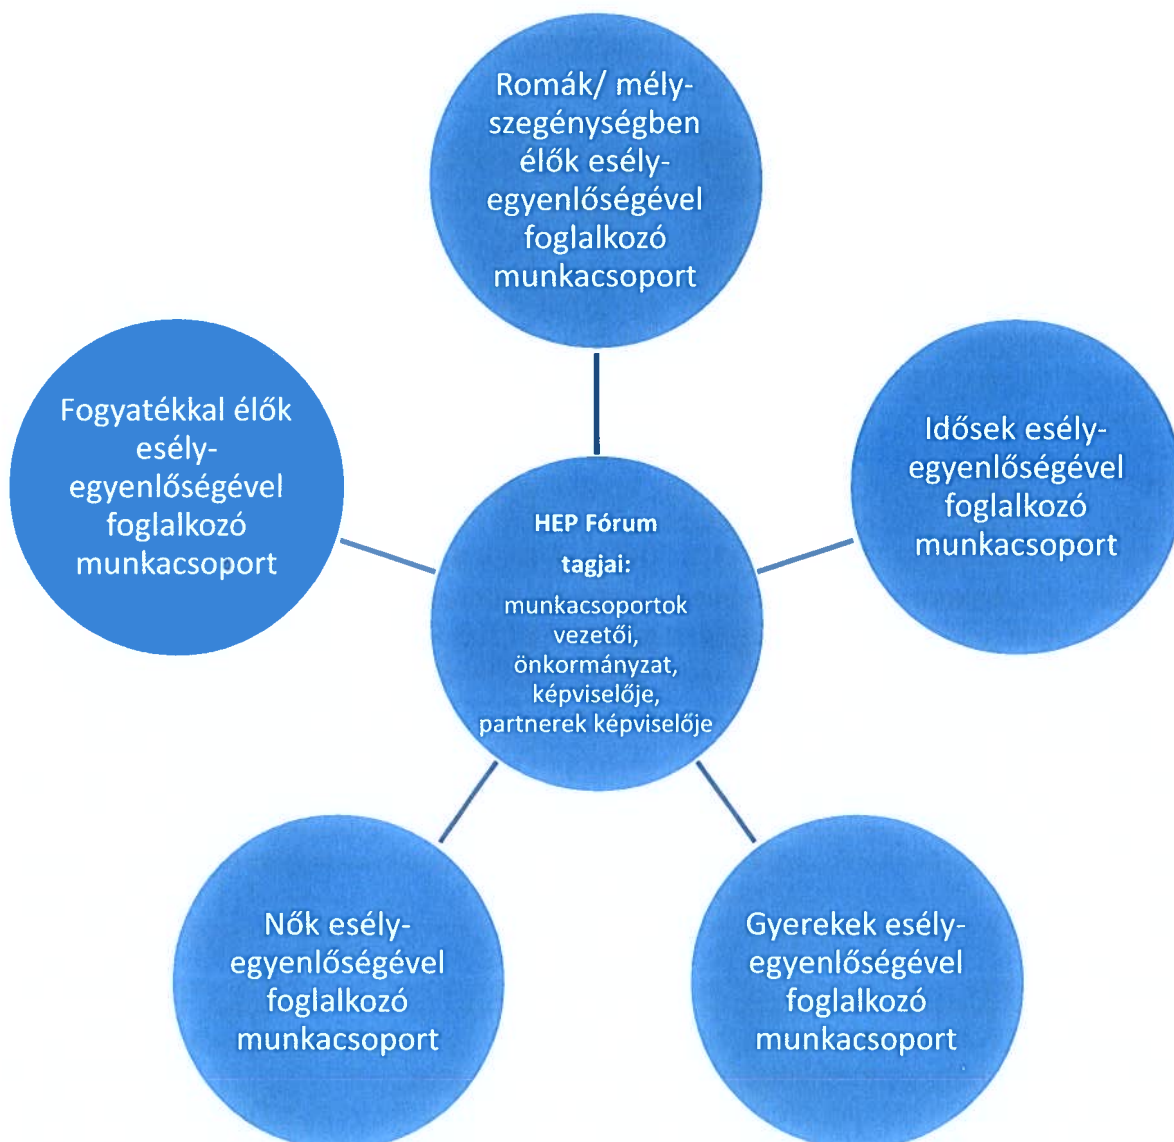 Romák/ mély-
szegénységben
élők esély-
egyenlőségével
foglalkozó
munkacsoport
Fogyatékkal élők
esély-
egyenlőségével
foglalkozó
munkacsoport
Idősek esély-
egyenlőségével
foglalkozó
munkacsoport
HEP Fórum
tagjai:
munkacsoportok
vezetői,
önkormányzat,
képviselője,
partnerek képviselője
Nők esély-
egyenlőségével
foglalkozó
munkacsoport
Gyerekek esély-
egyenlőségével
foglalkozó
munkacsoport